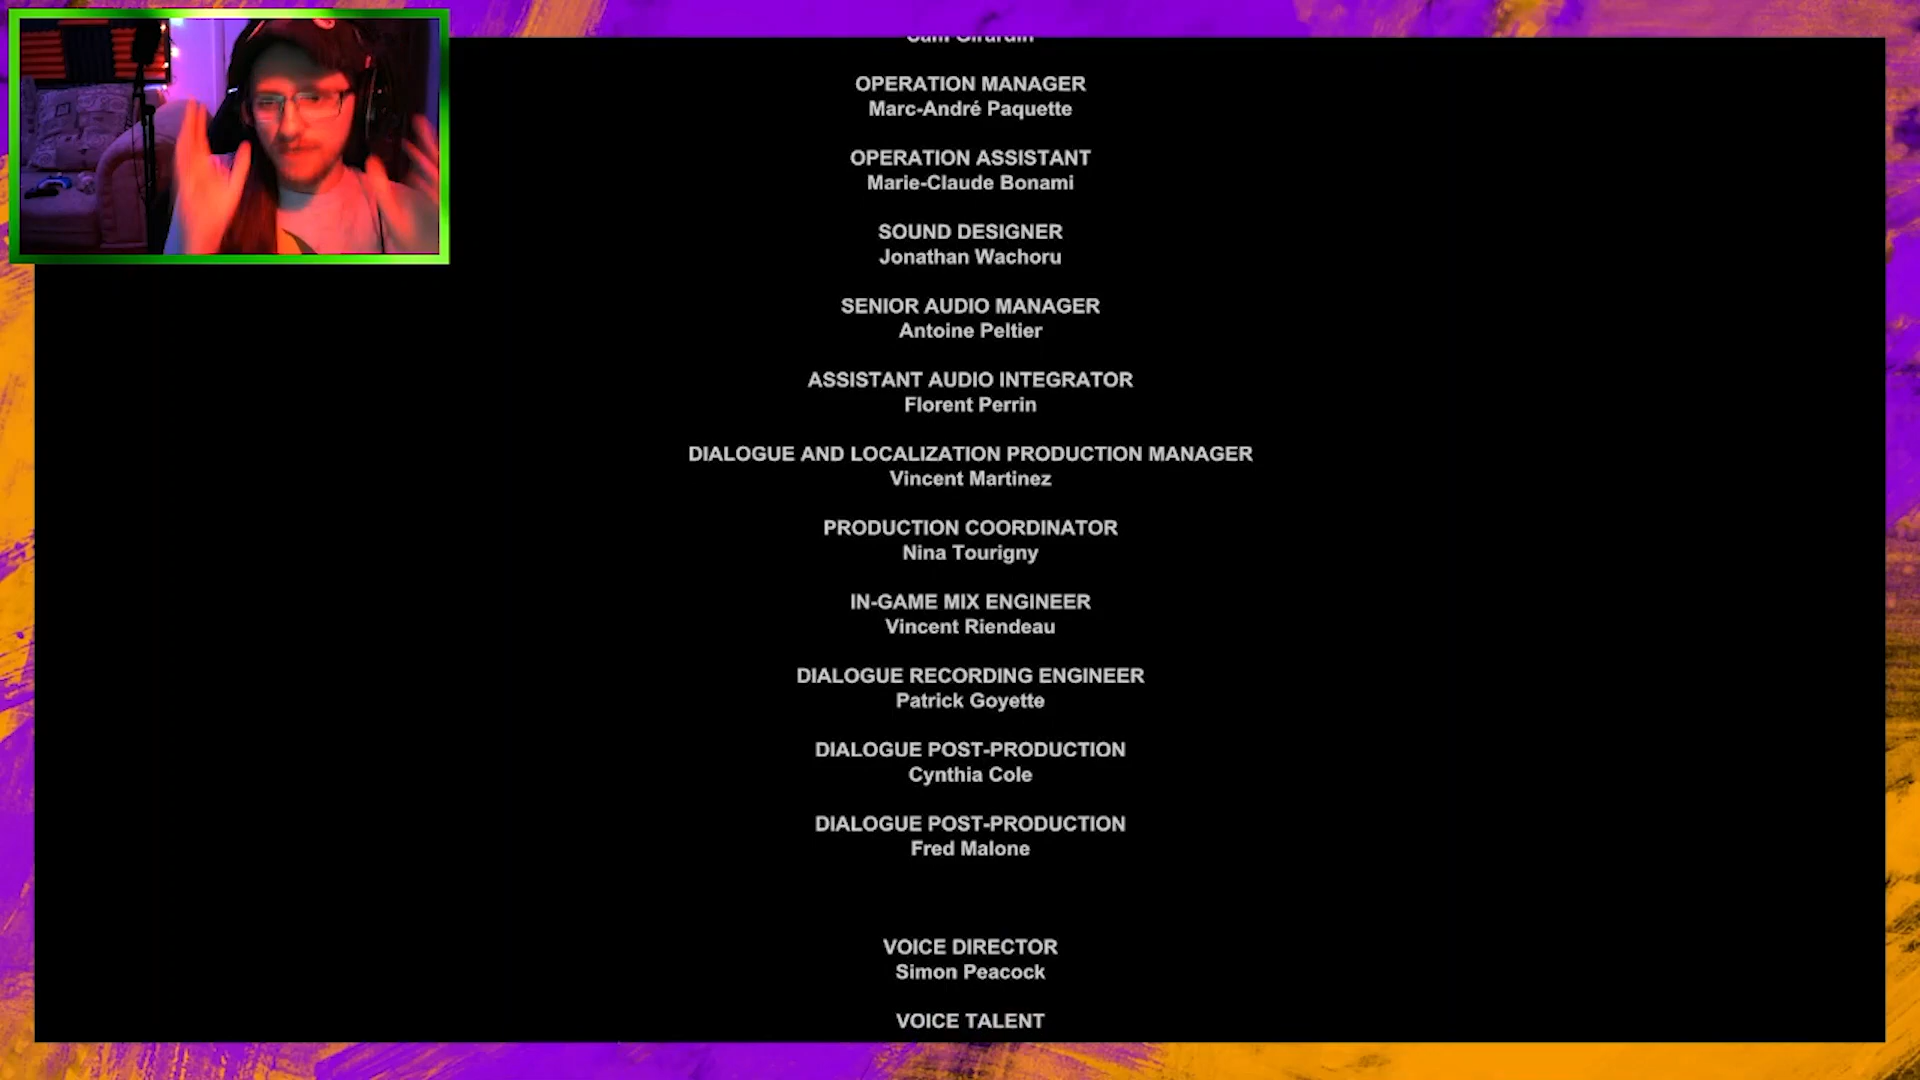 OPERATION MANAGER
Marc-André Paquette
OPERATION ASSISTANT
Marie-Claude Bonami
SOUND DESIGNER
Jonathan Wachoru
SENIOR AUDIO MANAGER
Antoine Peltier
ASSISTANT AUDIO INTEGRATOR
Florent Perrin
DIALOGUE AND LOCALIZATION PRODUCTION MANAGER
Vincent Martinez
PRODUCTION COORDINATOR
Nina Tourigny
IN-GAME MIX ENGINEER
Vincent Riendeau
DIALOGUE RECORDING ENGINEER
Patrick Goyette
DIALOGUE POST-PRODUCTION
Cynthia Cole
DIALOGUE POST-PRODUCTION
Fred Malone
VOICE DIRECTOR
Simon Peacock
VOICE TALENT